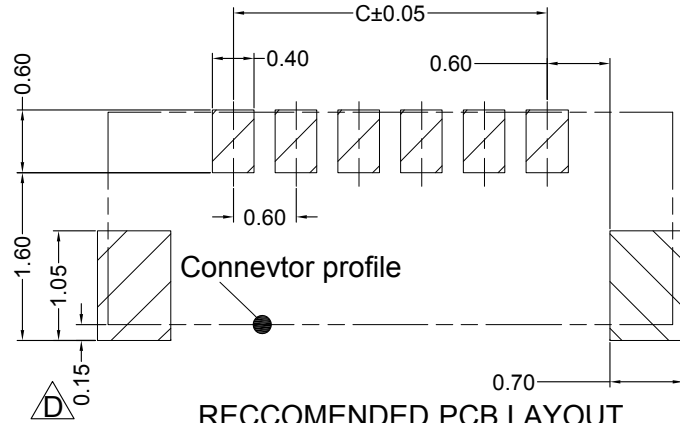 C±0.05
0.60
0.40
0.60
0.60
1.60
1.05
Connevtor profile
0.15
D
0.70
RECCOMENDED PCB LAYOUT